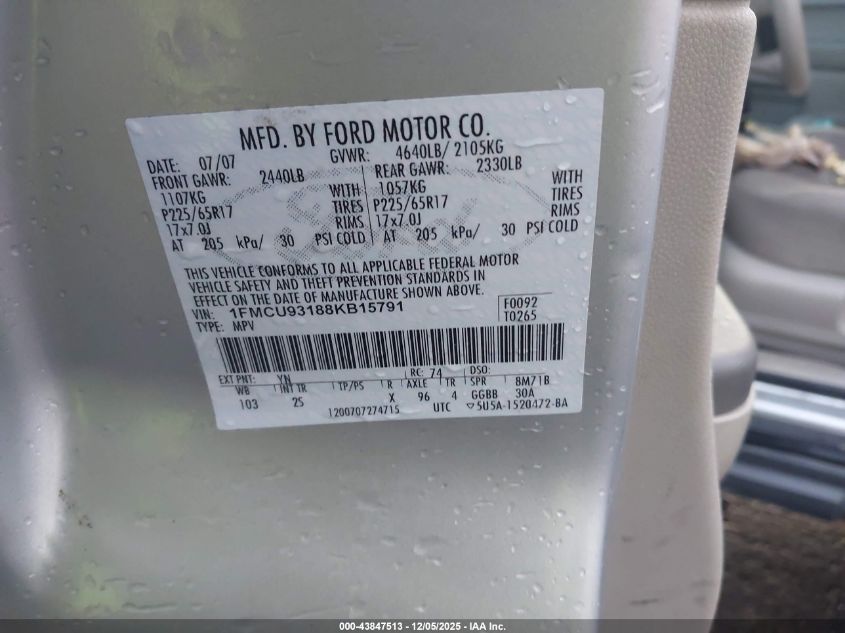 MFD. BY FORD MOTOR CO.
DATE: 07/07 GVWR: 4640LB/ 2105KG
FRONT GAWR: 2440LB REAR GAWR: 2330LB
1107KG WITH 1057KG WITH
P225/65R17 TIRES P225/65R17 TIRES
17x7.0J RIMS 17x7.0J RIMS
AT 205 kPa/ 30 PSI COLD AT 205 kPa/ 30 PSI COLD
THIS VEHICLE CONFORMS TO ALL APPLICABLE FEDERAL MOTOR
VEHICLE SAFETY AND THEFT PREVENTION STANDARDS IN
EFFECT ON THE DATE OF MANUFACTURE SHOWN ABOVE.
VIN: 1FMCU93188KB15791 F0092
TYPE: MPV T0265
EXT PNT: YN RC: 74 DSO:
WB INT TR TP/PS R AXLE TR SPR 8M71B
103 25 X 96 4 GGBB 30A
1200707274715 UTC ▽5U5A-1520472-BA
000-43847513 - 12/05/2025 - IAA Inc.